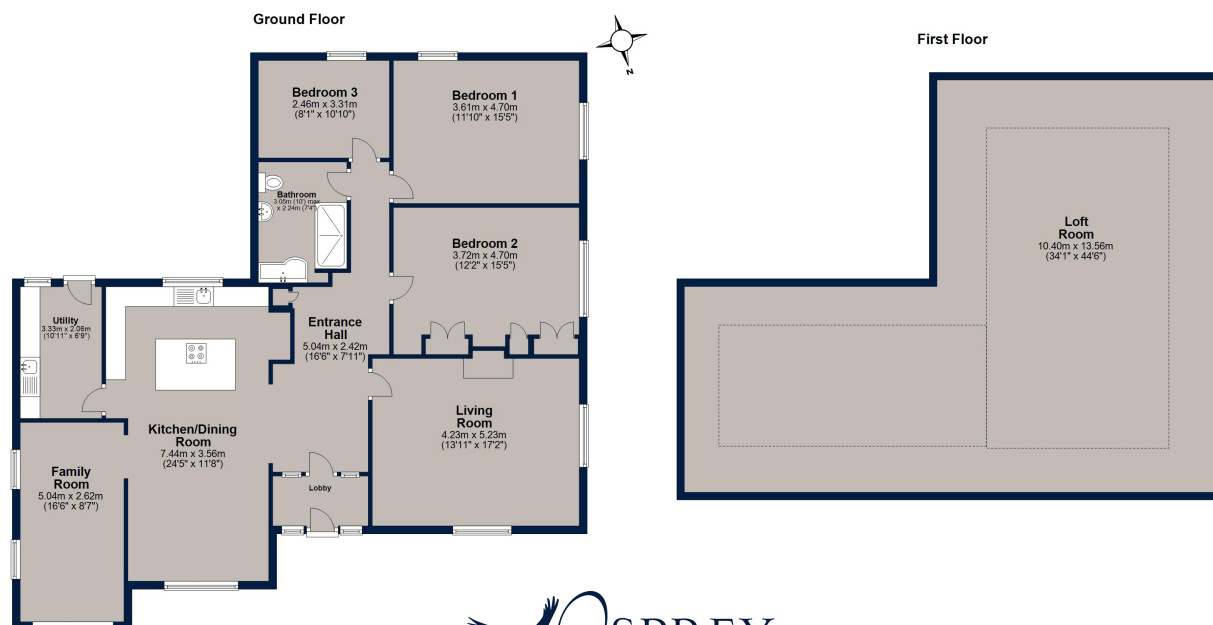 Ground Floor
First Floor
N
Bedroom 3
2.46m x 3.31m
(8'1" x 10'10")
Bedroom 1
3.61m x 4.70m
(11'10" x 15'5")
Bathroom
3.05m (10') max
x 2.24m (7'4")
Bedroom 2
3.72m x 4.70m
(12'2" x 15'5")
Loft
Room
10.40m x 13.56m
(34'1" x 44'6")
Utility
3.33m x 2.06m
(10'11" x 6'9")
Entrance
Hall
5.04m x 2.42m
(16'6" x 7'11")
Kitchen/Dining
Room
7.44m x 3.56m
(24'5" x 11'8")
Living
Room
4.23m x 5.23m
(13'11" x 17'2")
Family
Room
5.04m x 2.62m
(16'6" x 8'7")
Lobby
OSPREY